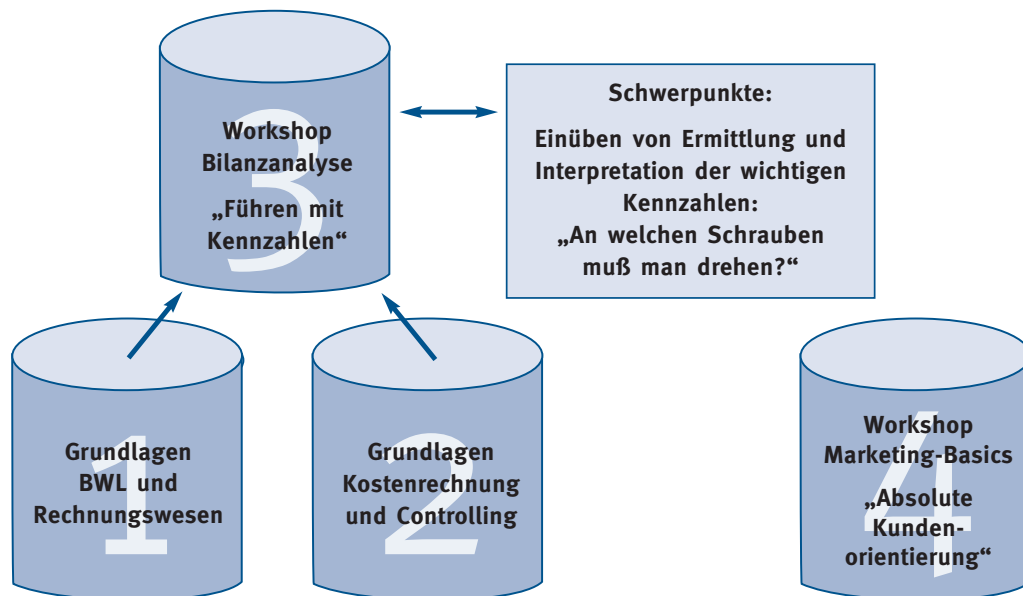 3
Workshop
Bilanzanalyse
„Führen mit
Kennzahlen“
Schwerpunkte:
Einüben von Ermittlung und
Interpretation der wichtigen
Kennzahlen:
„An welchen Schrauben
muß man drehen?“
1
Grundlagen
BWL und
Rechnungswesen
2
Grundlagen
Kostenrechnung
und Controlling
4
Workshop
Marketing-Basics
„Absolute
Kunden-
orientierung“